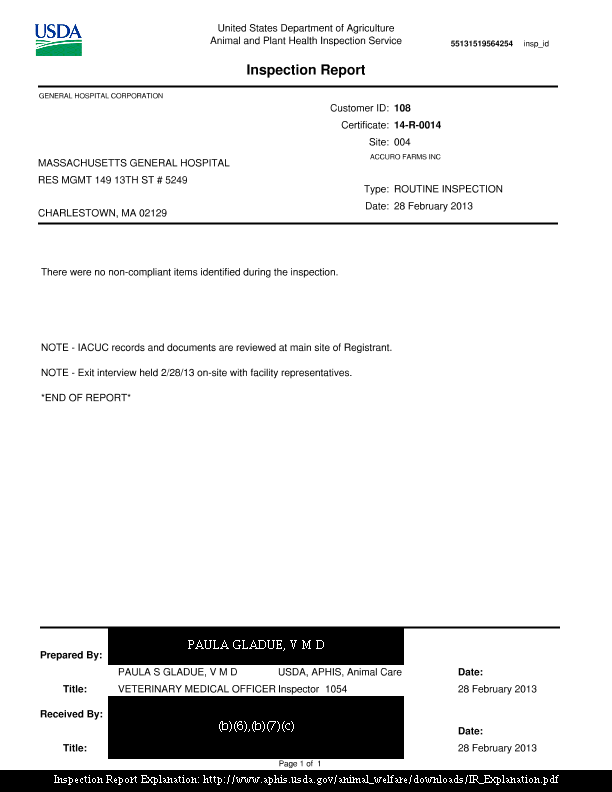 USDA
United States Department of Agriculture
Animal and Plant Health Inspection Service
55131519564254 insp_id
Inspection Report
GENERAL HOSPITAL CORPORATION
Customer ID: 108
Certificate: 14-R-0014
Site: 004
ACCURO FARMS INC
MASSACHUSETTS GENERAL HOSPITAL
RES MGMT 149 13TH ST # 5249
Type: ROUTINE INSPECTION
Date: 28 February 2013
CHARLESTOWN, MA 02129
There were no non-compliant items identified during the inspection.
NOTE - IACUC records and documents are reviewed at main site of Registrant.
NOTE - Exit interview held 2/28/13 on-site with facility representatives.
*END OF REPORT*
PAULA GLADUE, V M D
Prepared By:
PAULA S GLADUE, V M D USDA, APHIS, Animal Care Date:
Title: VETERINARY MEDICAL OFFICER Inspector 1054 28 February 2013
Received By:
(b)(6),(b)(7)(c)
Date:
Title: 28 February 2013
Page 1 of 1
Inspection Report Explanation: http://www.aphis.usda.gov/animal_welfare/downloads/IR_Explanation.pdf